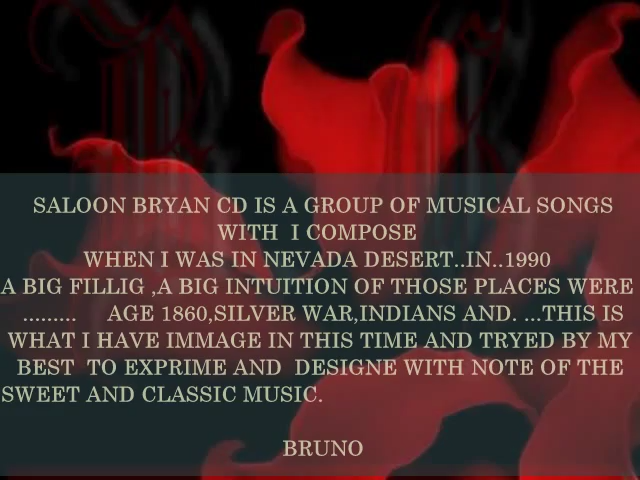 SALOON BRYAN CD IS A GROUP OF MUSICAL SONGS
WITH I COMPOSE
WHEN I WAS IN NEVADA DESERT..IN..1990
A BIG FILLIG ,A BIG INTUITION OF THOSE PLACES WERE
......... AGE 1860,SILVER WAR,INDIANS AND. ...THIS IS
WHAT I HAVE IMMAGE IN THIS TIME AND TRYED BY MY
BEST TO EXPRIME AND DESIGNE WITH NOTE OF THE
SWEET AND CLASSIC MUSIC.
BRUNO